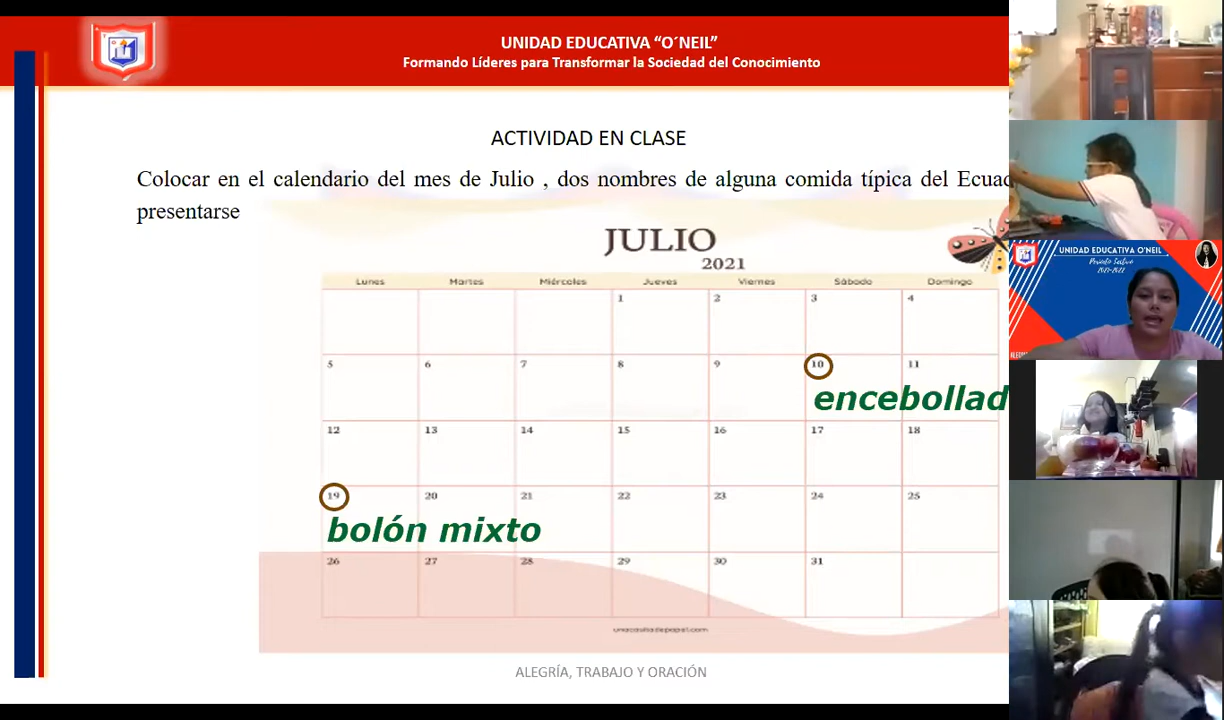 UNIDAD EDUCATIVA “O´NEIL”
Formando Líderes para Transformar la Sociedad del Conocimiento
ACTIVIDAD EN CLASE
Colocar en el calendario del mes de Julio , dos nombres de alguna comida típica del Ecuad
presentarse
JULIO
2021
Lunes Martes Miércoles Jueves Viernes Sábado Domingo
1 2 3 4
5 6 7 8 9 10 11
encebollad
12 13 14 15 16 17 18
19 20 21 22 23 24 25
bolón mixto
26 27 28 29 30 31
unacasitadepapel.com
ALEGRÍA, TRABAJO Y ORACIÓN
UNIDAD EDUCATIVA O'NEIL